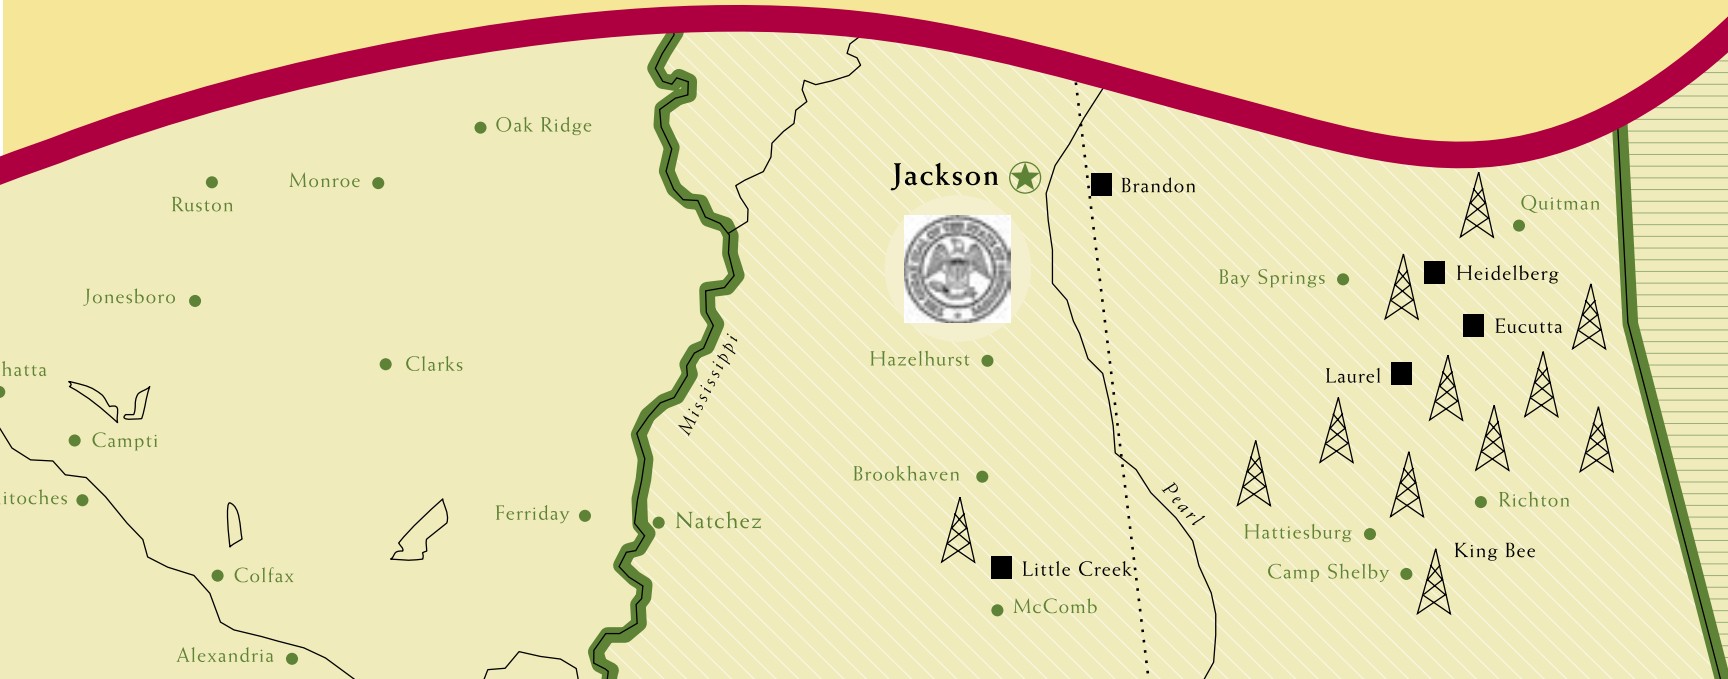 Oak Ridge
Monroe
Ruston
Jackson
Brandon
Quitman
Bay Springs
Heidelberg
Jonesboro
Eucutta
Mississippi
Hazelhurst
Clarks
hatta
Laurel
Campti
Brookhaven
itoches
Pearl
Richton
Ferriday
Natchez
Hattiesburg
King Bee
Little Creek
Camp Shelby
Colfax
McComb
Alexandria